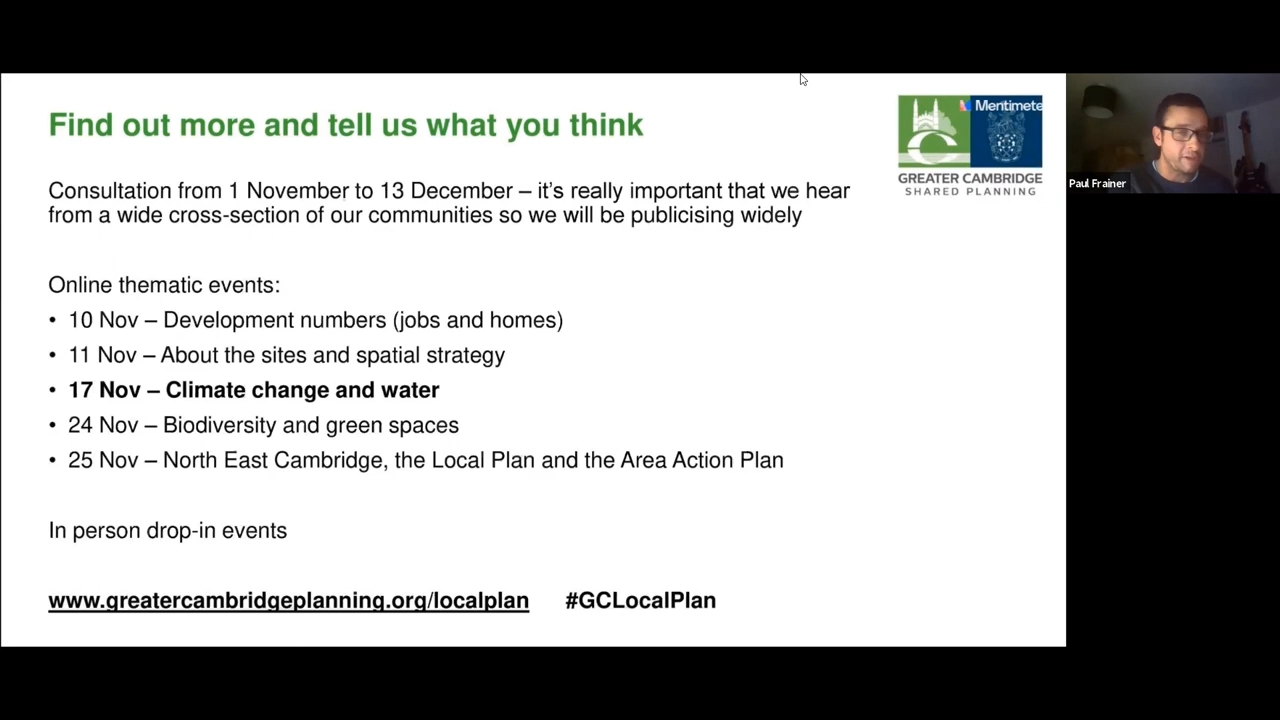 Find out more and tell us what you think
Mentimete
GREATER CAMBRIDGE
SHARED PLANNING
Paul Frainer
Consultation from 1 November to 13 December – it's really important that we hear
from a wide cross-section of our communities so we will be publicising widely
Online thematic events:
• 10 Nov – Development numbers (jobs and homes)
• 11 Nov – About the sites and spatial strategy
• 17 Nov – Climate change and water
• 24 Nov – Biodiversity and green spaces
• 25 Nov – North East Cambridge, the Local Plan and the Area Action Plan
In person drop-in events
www.greatercambridgeplanning.org/localplan #GCLocalPlan